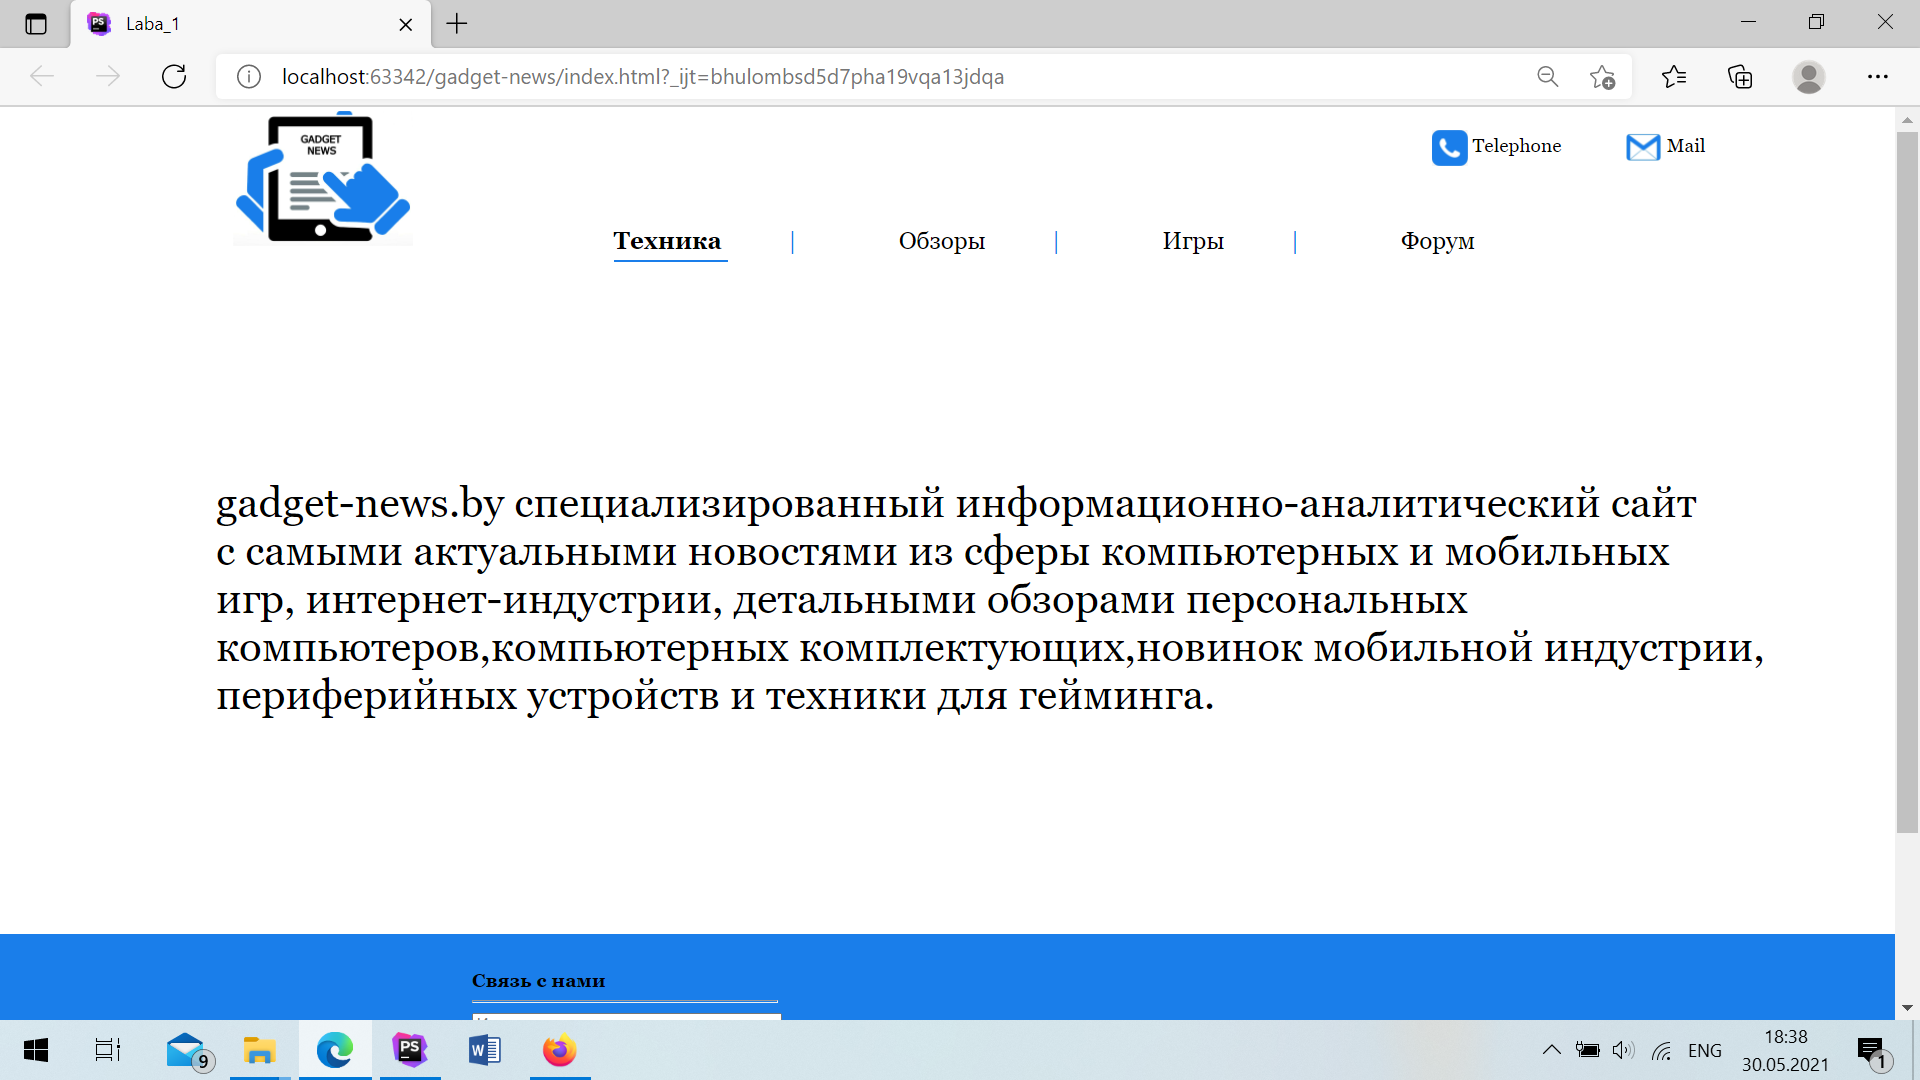 Laba_1
localhost:63342/gadget-news/index.html?_ijt=bhulombsd5d7pha19vqa13jdqa
GADGET
NEWS
Telephone
Mail
Техника | Обзоры | Игры | Форум
gadget-news.by специализированный информационно-аналитический сайт
с самыми актуальными новостями из сферы компьютерных и мобильных
игр, интернет-индустрии, детальными обзорами персональных
компьютеров,компьютерных комплектующих,новинок мобильной индустрии,
периферийных устройств и техники для гейминга.
Связь с нами
9
PS
W
ENG
18:38
30.05.2021
1